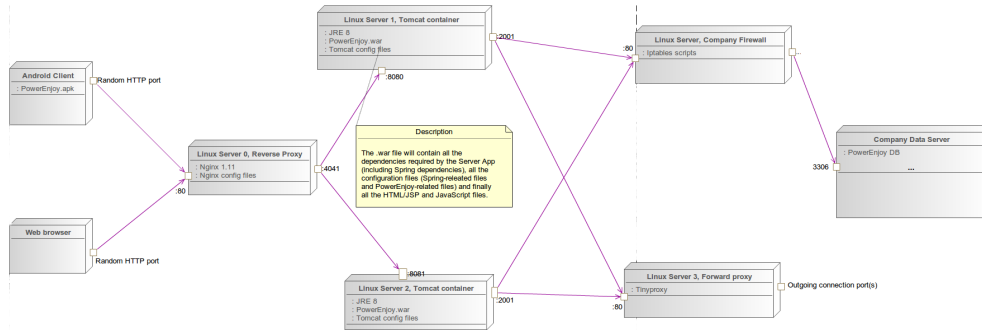 Linux Server 1, Tomcat container
: JRE 8
: PowerEnjoy.war
: Tomcat config files
:2001
:8080
Linux Server, Company Firewall
: Iptables scripts
:80
...
Android Client
: PowerEnjoy.apk
Random HTTP port
Description
The .war file will contain all the
dependencies required by the Server App
(including Spring dependencies), all the
configuration files (Spring-releated files
and PowerEnjoy-related files) and finally
all the HTML/JSP and JavaScript files.
Linux Server 0, Reverse Proxy
: Nginx 1.11
: Nginx config files
:80
:4041
Company Data Server
: PowerEnjoy DB
...
3306
Web browser
Random HTTP port
:8081
Linux Server 2, Tomcat container
: JRE 8
: PowerEnjoy.war
: Tomcat config files
:2001
Linux Server 3, Forward proxy
: Tinyproxy
:80
Outgoing connection port(s)